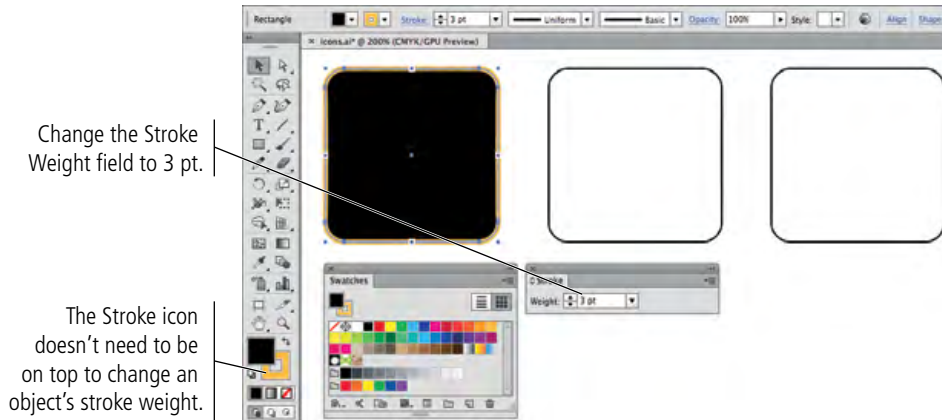 Rectangle Stroke: 3 pt Uniform Basic Opacity: 100% Style: Align Shape
× icons.ai* @ 200% (CMYK/GPU Preview)
Change the Stroke
Weight field to 3 pt.
Swatches
Stroke
Weight: 3 pt
The Stroke icon
doesn’t need to be
on top to change an
object’s stroke weight.